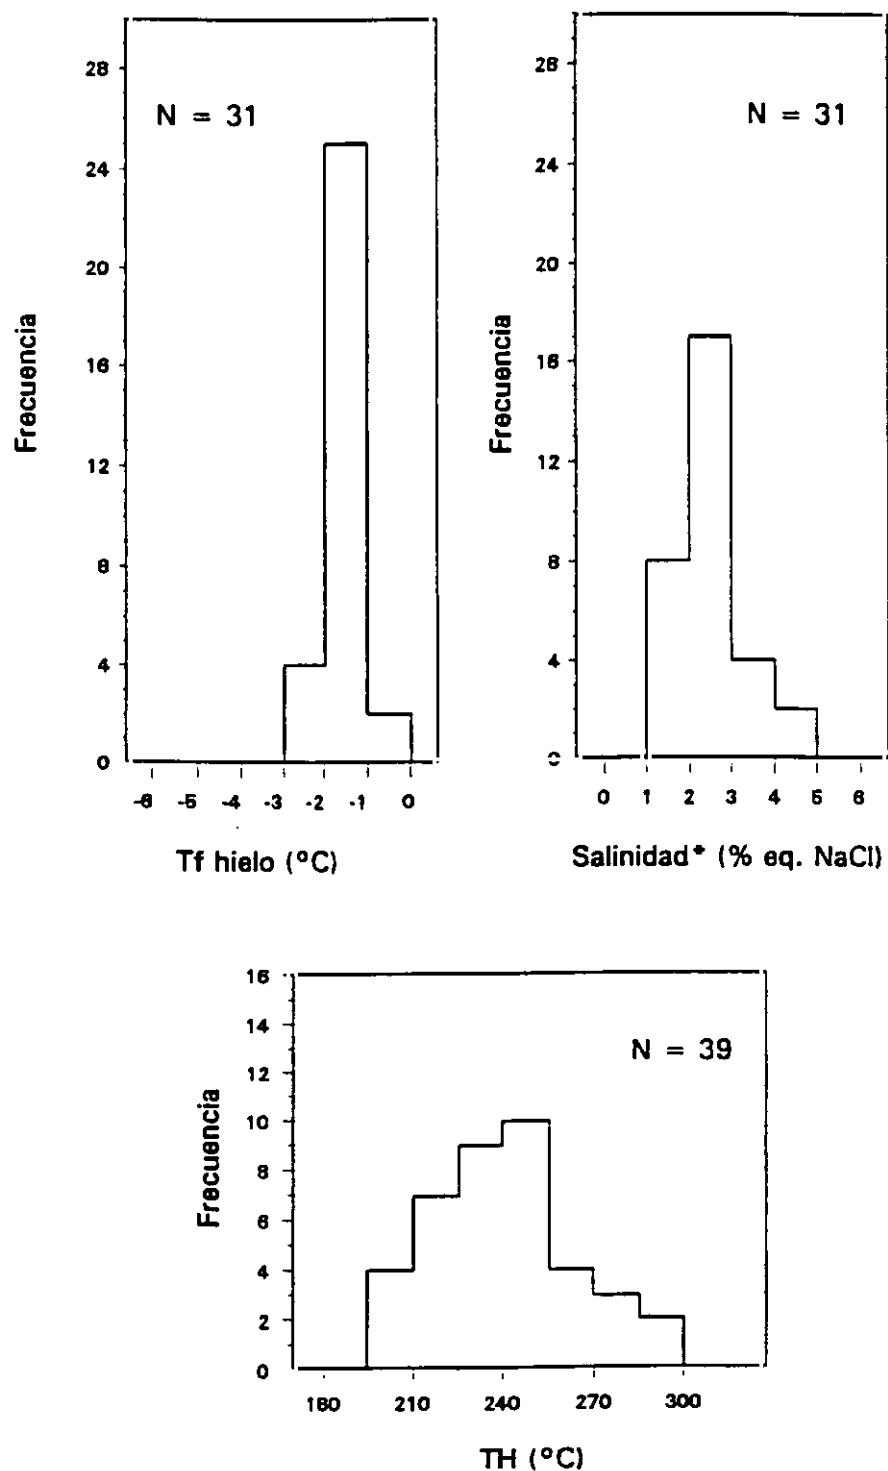 Frecuencia
28
24
20
16
12
8
4
0
N = 31
-6 -5 -4 -3 -2 -1 0
Tf hielo (°C)
Frecuencia
28
24
20
16
12
8
4
0
N = 31
0 1 2 3 4 5 6
Salinidad* (% eq. NaCl)
Frecuencia
16
14
12
10
8
6
4
2
0
N = 39
180 210 240 270 300
TH (°C)